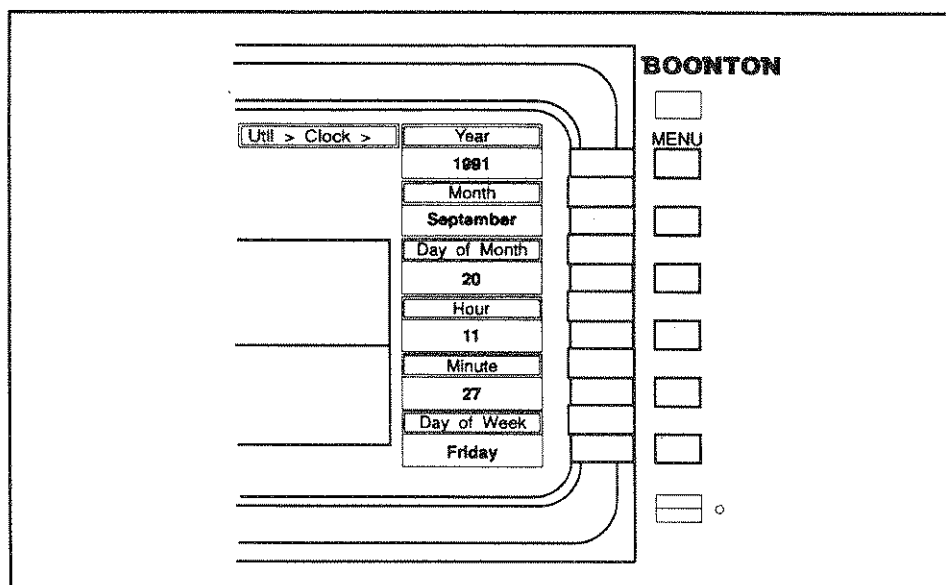 BOONTON
MENU
Util > Clock >
Year
1991
Month
September
Day of Month
20
Hour
11
Minute
27
Day of Week
Friday